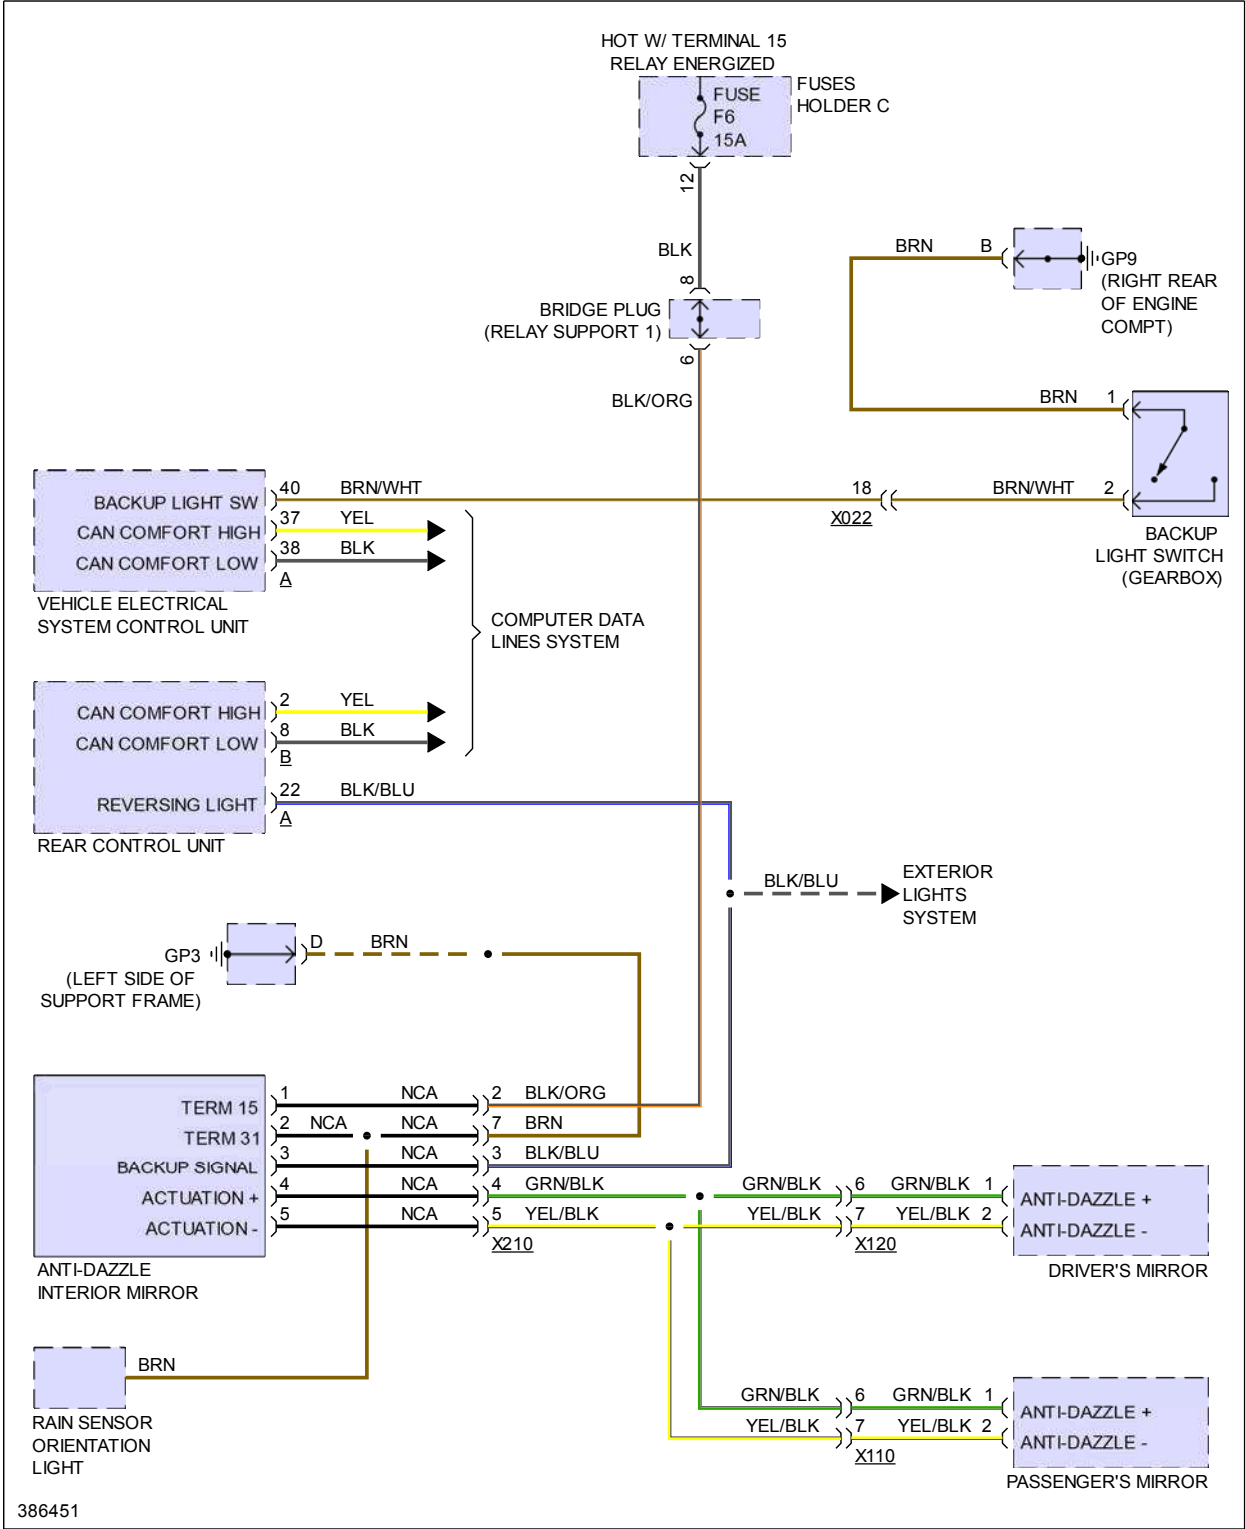 HOT W/ TERMINAL 15
RELAY ENERGIZED
FUSES
HOLDER C
FUSE
F6
15A
12
BLK
8
BRIDGE PLUG
(RELAY SUPPORT 1)
6
BLK/ORG
BRN
B
GP9
(RIGHT REAR
OF ENGINE
COMPT)
BRN
1
BACKUP LIGHT SW
40
BRN/WHT
18
X022
BRN/WHT
2
CAN COMFORT HIGH
37
YEL
CAN COMFORT LOW
38
BLK
A
BACKUP
LIGHT SWITCH
(GEARBOX)
VEHICLE ELECTRICAL
SYSTEM CONTROL UNIT
COMPUTER DATA
LINES SYSTEM
CAN COMFORT HIGH
2
YEL
CAN COMFORT LOW
8
BLK
B
REVERSING LIGHT
22
BLK/BLU
A
REAR CONTROL UNIT
BLK/BLU
EXTERIOR
LIGHTS
SYSTEM
GP3
(LEFT SIDE OF
SUPPORT FRAME)
D
BRN
TERM 15
1
NCA
2
BLK/ORG
TERM 31
2
NCA
NCA
7
BRN
BACKUP SIGNAL
3
NCA
3
BLK/BLU
ACTUATION +
4
NCA
4
GRN/BLK
GRN/BLK
6
GRN/BLK
1
ANTI-DAZZLE +
ACTUATION -
5
NCA
5
YEL/BLK
YEL/BLK
7
YEL/BLK
2
ANTI-DAZZLE -
X210
X120
ANTI-DAZZLE
INTERIOR MIRROR
DRIVER'S MIRROR
BRN
RAIN SENSOR
ORIENTATION
LIGHT
GRN/BLK
6
GRN/BLK
1
ANTI-DAZZLE +
YEL/BLK
7
YEL/BLK
2
ANTI-DAZZLE -
X110
PASSENGER'S MIRROR
386451